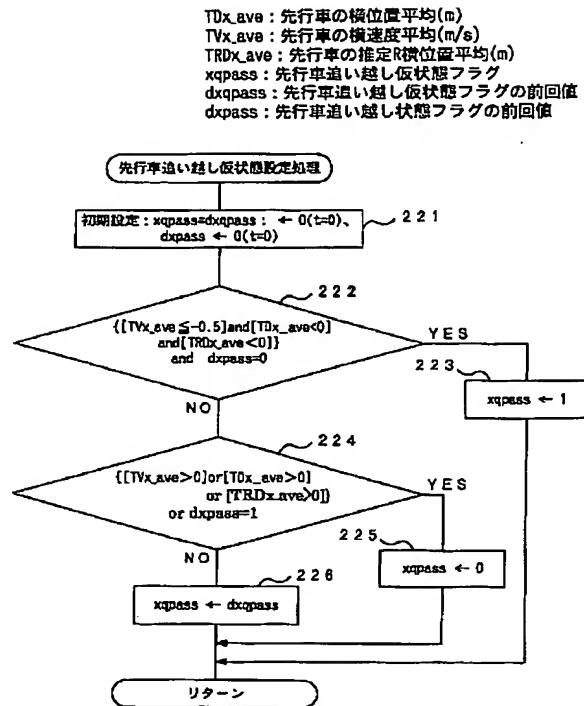 TDx_ave：先行車の横位置平均(m)
TVx_ave：先行車の横速度平均(m/s)
TRDx_ave：先行車の推定R横位置平均(m)
xqpass：先行車追い越し仮状態フラグ
dxqpass：先行車追い越し仮状態フラグの前回値
dxpass：先行車追い越し状態フラグの前回値
先行車追い越し仮状態設定処理
初期設定：xqpass=dxqpass： ← 0(t=0)、
dxpass ← 0(t=0)
221
222
{[TVx_ave≦-0.5]and[TDx_ave<0]
and[TRDx_ave<0]}
and dxpass=0
YES
223
xqpass ← 1
NO
224
{[TVx_ave>0]or[TDx_ave>0]
or [TRDx_ave>0]}
or dxpass=1
YES
225
xqpass ← 0
NO
226
xqpass ← dxqpass
リターン